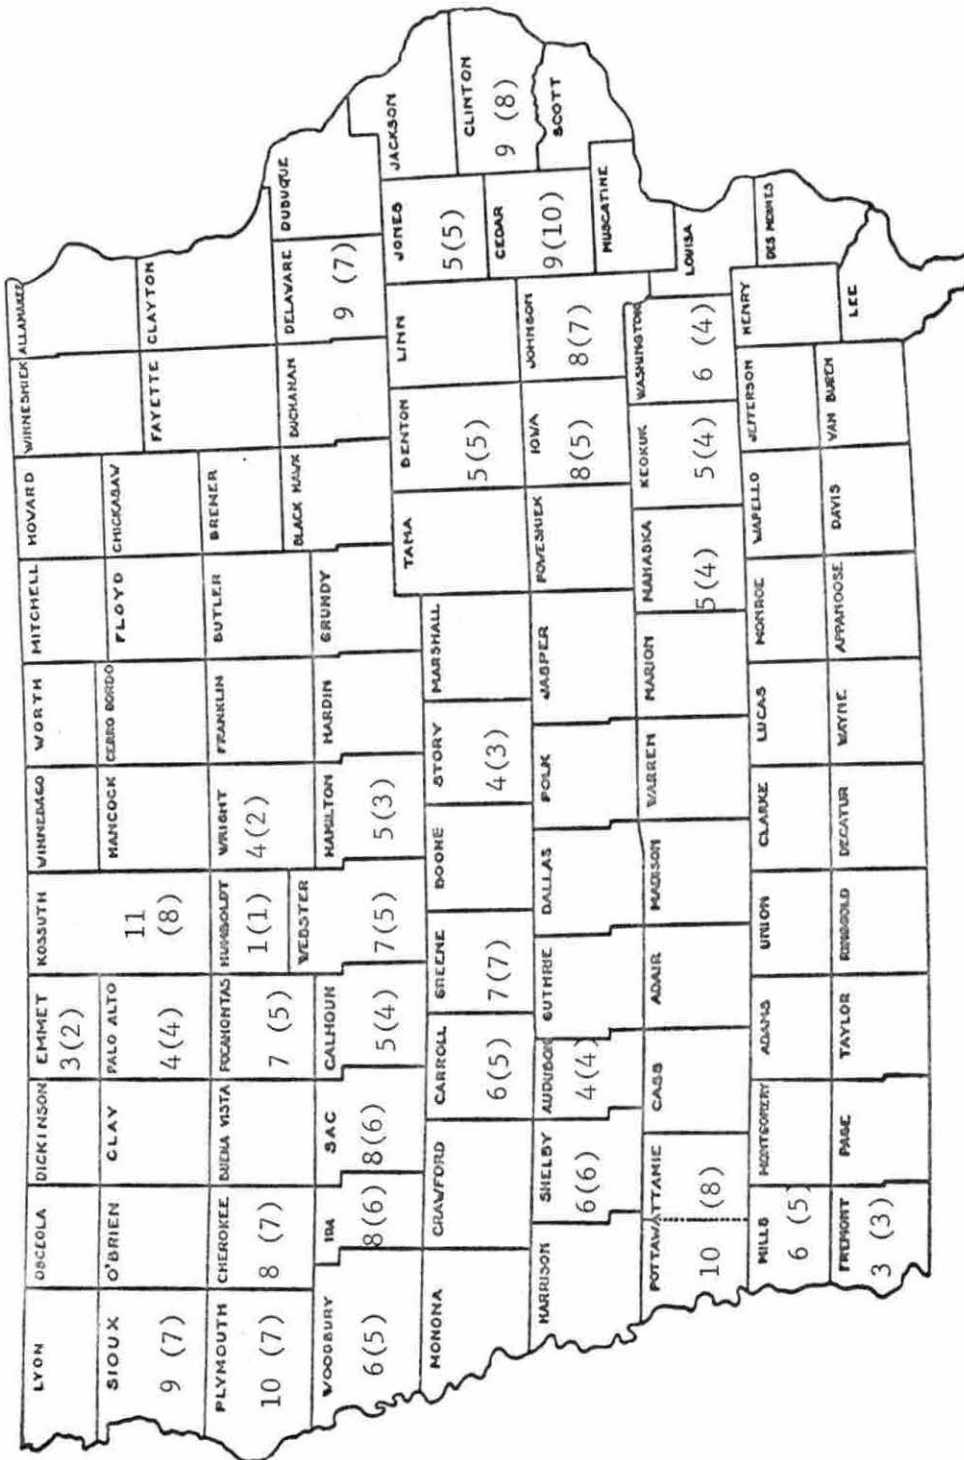 LYON
OSCEOLA
DICKINSON
EMMET
3(2)
KOSSUTH
11
(8)
WINNEBAGO
WORTH
MITCHELL
HOWARD
WINNESHIEK
ALLAMAKEE
SIOUX
9 (7)
O'BRIEN
CLAY
PALO ALTO
4(4)
HANCOCK
CERRO GORDO
FLOYD
CHICKASAW
FAYETTE
CLAYTON
PLYMOUTH
10 (7)
CHEROKEE
8 (7)
BUENA VISTA
POCAHONTAS
7 (5)
HUMBOLDT
1(1)
WRIGHT
4(2)
FRANKLIN
BUTLER
BREMER
BLACK HAWK
BUCHANAN
DELAWARE
9 (7)
DUBUQUE
WOODBURY
6(5)
IDA
8(6)
SAC
8(6)
CALHOUN
5(4)
WEBSTER
7(5)
HAMILTON
5(3)
HARDIN
GRUNDY
MONONA
CRAWFORD
CARROLL
6(5)
GREENE
7(7)
BOONE
STORY
4(3)
MARSHALL
TAMA
BENTON
5(5)
LINN
JONES
5(5)
JACKSON
HARRISON
SHELBY
6(6)
AUDUBON
4(4)
GUTHRIE
DALLAS
POLK
JASPER
POWESHIEK
IOWA
8(5)
JOHNSON
8(7)
CEDAR
9(10)
CLINTON
9 (8)
SCOTT
MUSCATINE
POTTAWATTAMIE
10 (8)
CASS
ADAIR
MADISON
WARREN
MARION
MAHASKA
5(4)
KEOKUK
5(4)
WASHINGTON
6 (4)
LOUISA
MILLS
6 (5)
MONTGOMERY
ADAMS
UNION
CLARKE
LUCAS
MONROE
WAPELLO
JEFFERSON
HENRY
DES MOINES
FREMONT
3 (3)
PAGE
TAYLOR
RINGGOLD
DECATUR
WAYNE
APPANOOSE
DAVIS
VAN BUREN
LEE